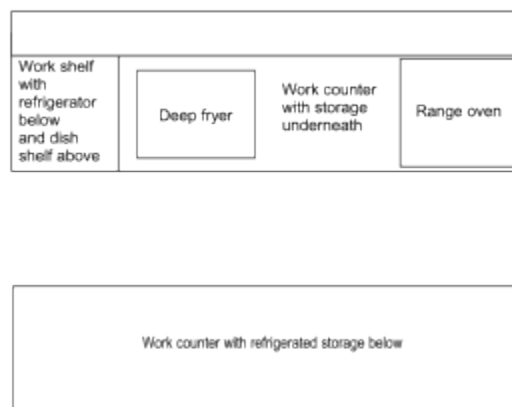 Work shelf
with
refrigerator
below
and dish
shelf above
Deep fryer
Work counter
with storage
underneath
Range oven
Work counter with refrigerated storage below